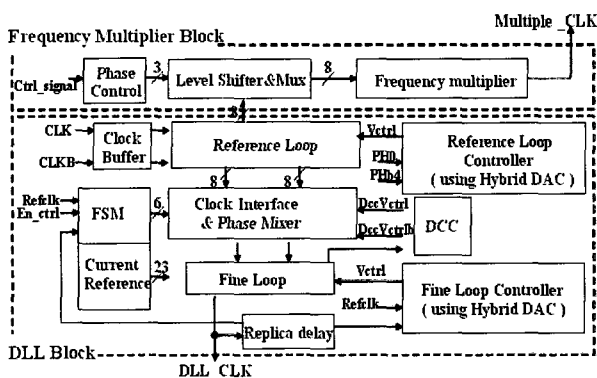 Multiple _CLK
Frequency Multiplier Block
Ctrl_signal
Phase
Control
3
Level Shifter&Mux
8
Frequency multiplier
8
CLK
CLKB
Clock
Buffer
Reference Loop
Vctrl
PH0
PHb4
Reference Loop
Controller
( using Hybrid DAC )
8
8
Refclk
En_ctrl
FSM
6
Clock Interface
& Phase Mixer
DccVctrl
DccVctrlb
DCC
Current
Reference
23
Fine Loop
Vctrl
Refclk
Fine Loop Controller
( using Hybrid DAC )
Replica delay
DLL Block
DLL_CLK